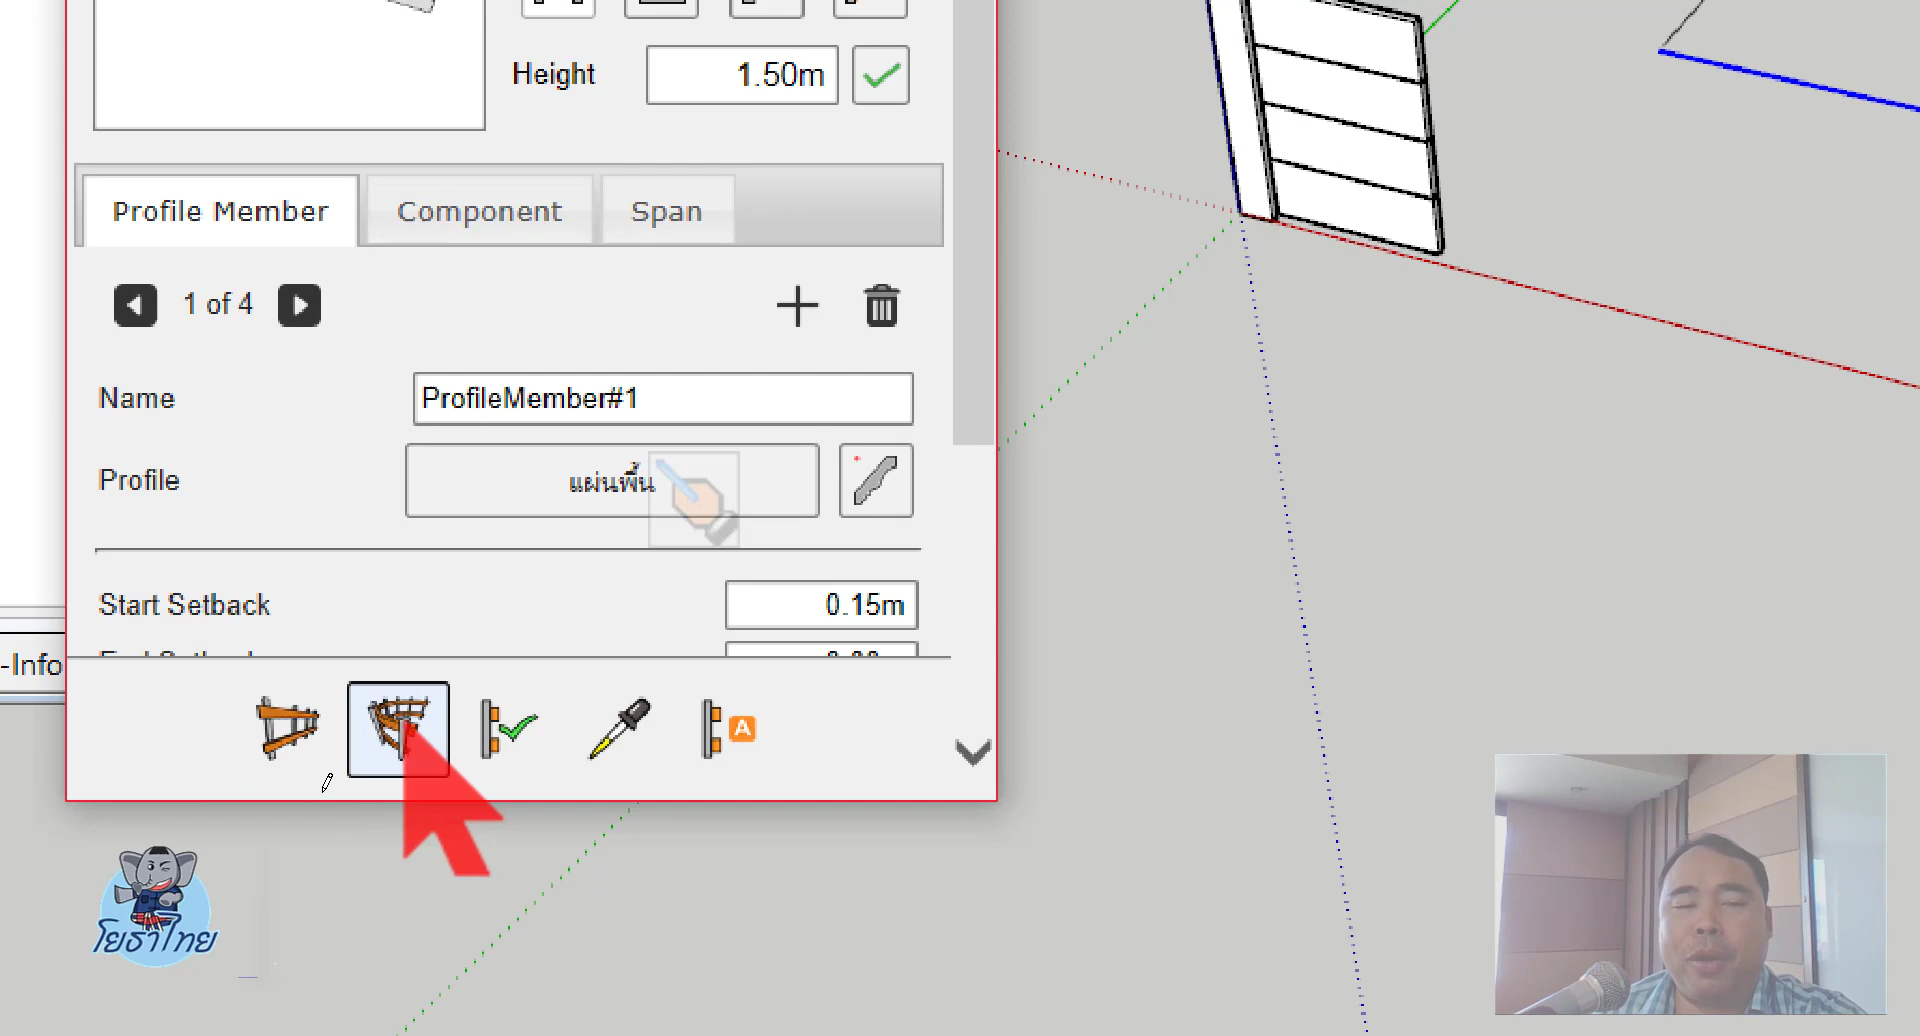 Height 1.50m
Profile Member Component Span
1 of 4
Name ProfileMember#1
Profile แผ่นพื้น
Start Setback 0.15m
-Info
A
โยธาไทย